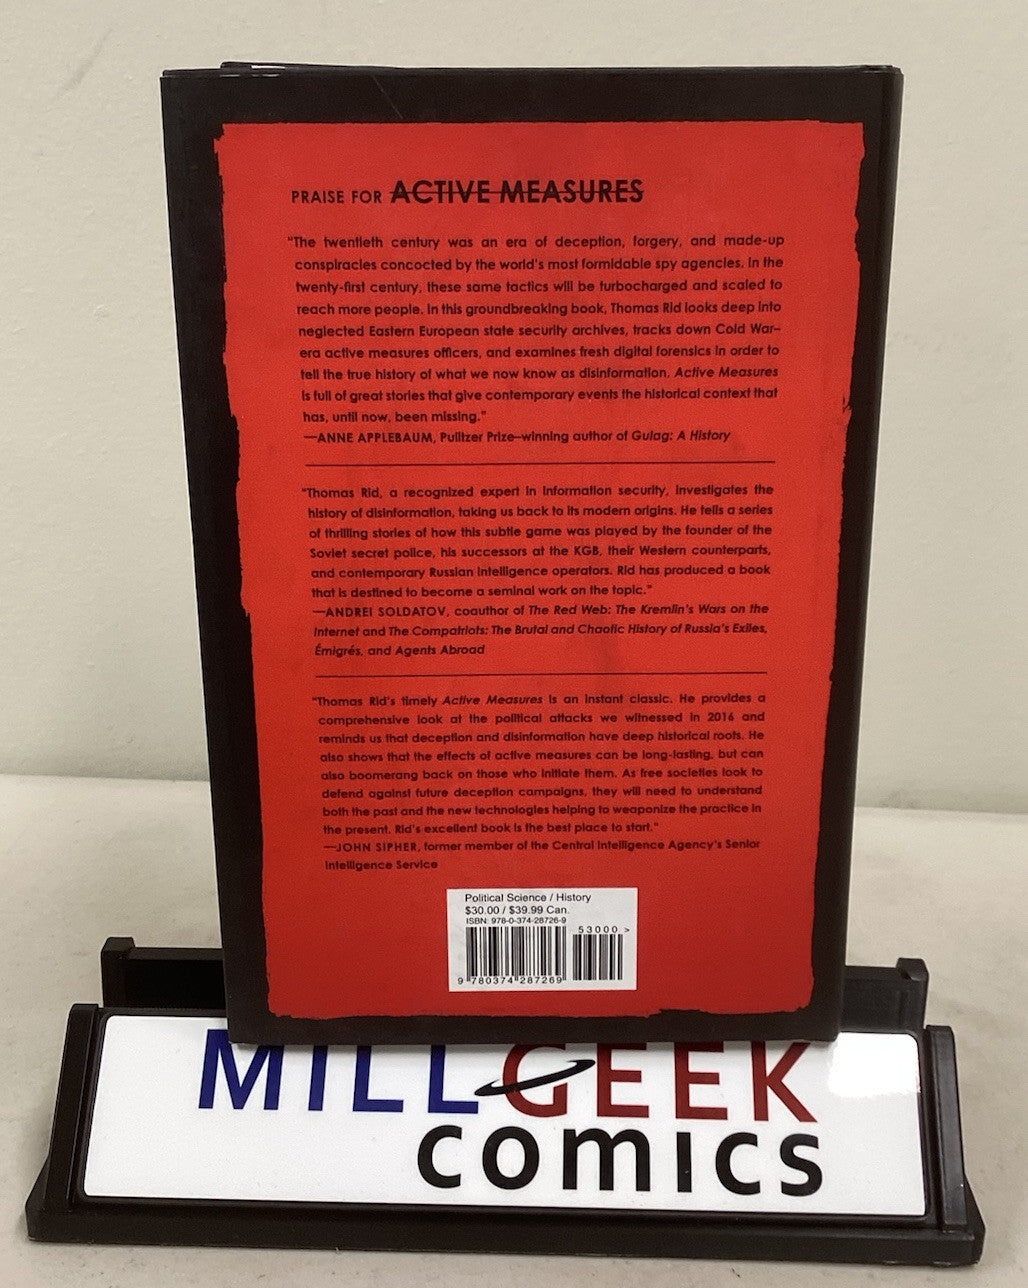 PRAISE FOR ACTIVE MEASURES
"The twentieth century was an era of deception, forgery, and made-up
conspiracies concocted by the world's most formidable spy agencies. In the
twenty-first century, these same tactics will be turbocharged and scaled to
reach more people. In this groundbreaking book, Thomas Rid looks deep into
neglected Eastern European state security archives, tracks down Cold War–
era active measures officers, and examines fresh digital forensics in order to
tell the true history of what we now know as disinformation. Active Measures
is full of great stories that give contemporary events the historical context that
has, until now, been missing."
—ANNE APPLEBAUM, Pulitzer Prize–winning author of Gulag: A History
"Thomas Rid, a recognized expert in information security, investigates the
history of disinformation, taking us back to its modern origins. He tells a series
of thrilling stories of how this subtle game was played by the founder of the
Soviet secret police, his successors at the KGB, their Western counterparts,
and contemporary Russian intelligence operators. Rid has produced a book
that is destined to become a seminal work on the topic."
—ANDREI SOLDATOV, coauthor of The Red Web: The Kremlin's Wars on the
Internet and The Compatriots: The Brutal and Chaotic History of Russia's Exiles,
Émigrés, and Agents Abroad
"Thomas Rid's timely Active Measures is an instant classic. He provides a
comprehensive look at the political attacks we witnessed in 2016 and
reminds us that deception and disinformation have deep historical roots. He
also shows that the effects of active measures can be long-lasting, but can
also boomerang back on those who initiate them. As free societies look to
defend against future deception campaigns, they will need to understand
both the past and the new technologies helping to weaponize the practice in
the present. Rid's excellent book is the best place to start."
—JOHN SIPHER, former member of the Central Intelligence Agency's Senior
Intelligence Service
Political Science / History
$30.00 / $39.99 Can.
ISBN: 978-0-374-28726-9
53000 >
9 780374 287269
MILL GEEK
comics